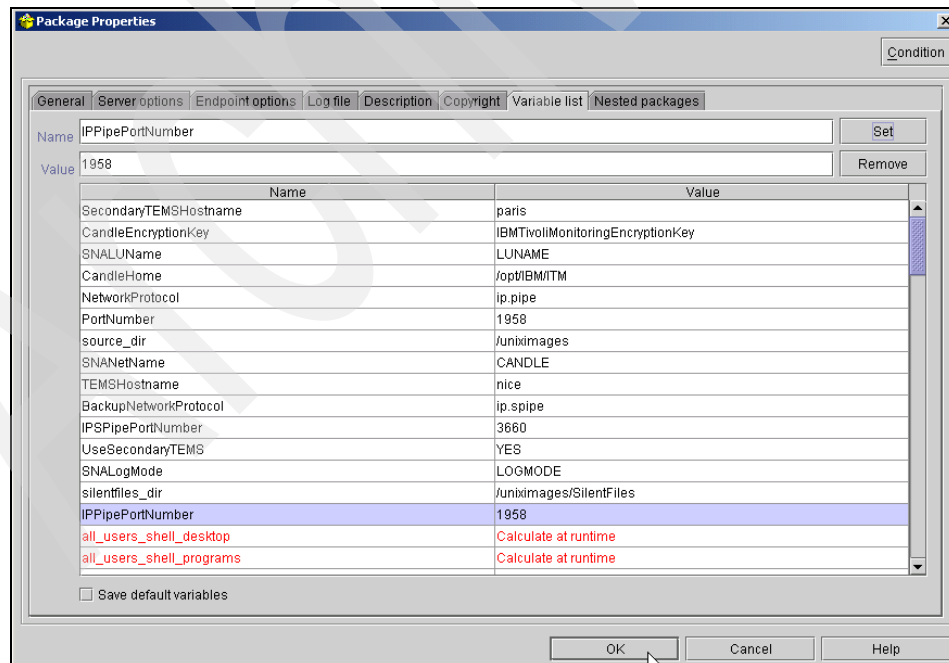 Package Properties
Condition
General Server options Endpoint options Log file Description Copyright Variable list Nested packages
Name IPPipePortNumber Set
Value 1958 Remove
Name Value
SecondaryTEMSHostname paris
CandleEncryptionKey IBMTivoliMonitoringEncryptionKey
SNALUName LUNAME
CandleHome /opt/IBM/ITM
NetworkProtocol ip.pipe
PortNumber 1958
source_dir /uniximages
SNANetName CANDLE
TEMSHostname nice
BackupNetworkProtocol ip.spipe
IPSPipePortNumber 3660
UseSecondaryTEMS YES
SNALogMode LOGMODE
silentfiles_dir /uniximages/SilentFiles
IPPipePortNumber 1958
all_users_shell_desktop Calculate at runtime
all_users_shell_programs Calculate at runtime
Save default variables
OK Cancel Help